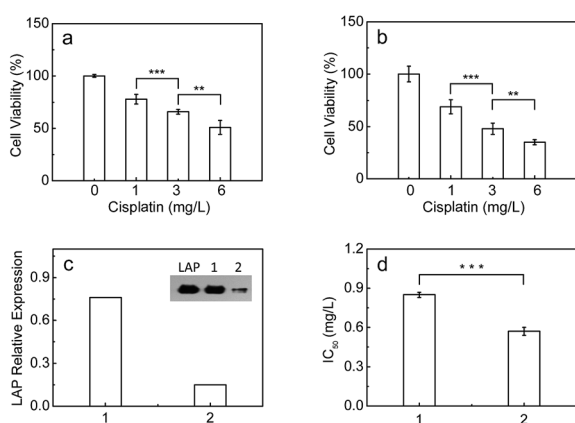 a
Cell Viability (%)
150
100
50
0
***
**
0 1 3 6
Cisplatin (mg/L)
b
Cell Viability (%)
150
100
50
0
***
**
0 1 3 6
Cisplatin (mg/L)
c
LAP Relative Expression
0.9
0.6
0.3
0.0
LAP 1 2
1 2
d
IC50 (mg/L)
1.2
0.9
0.6
0.3
0.0
***
1 2